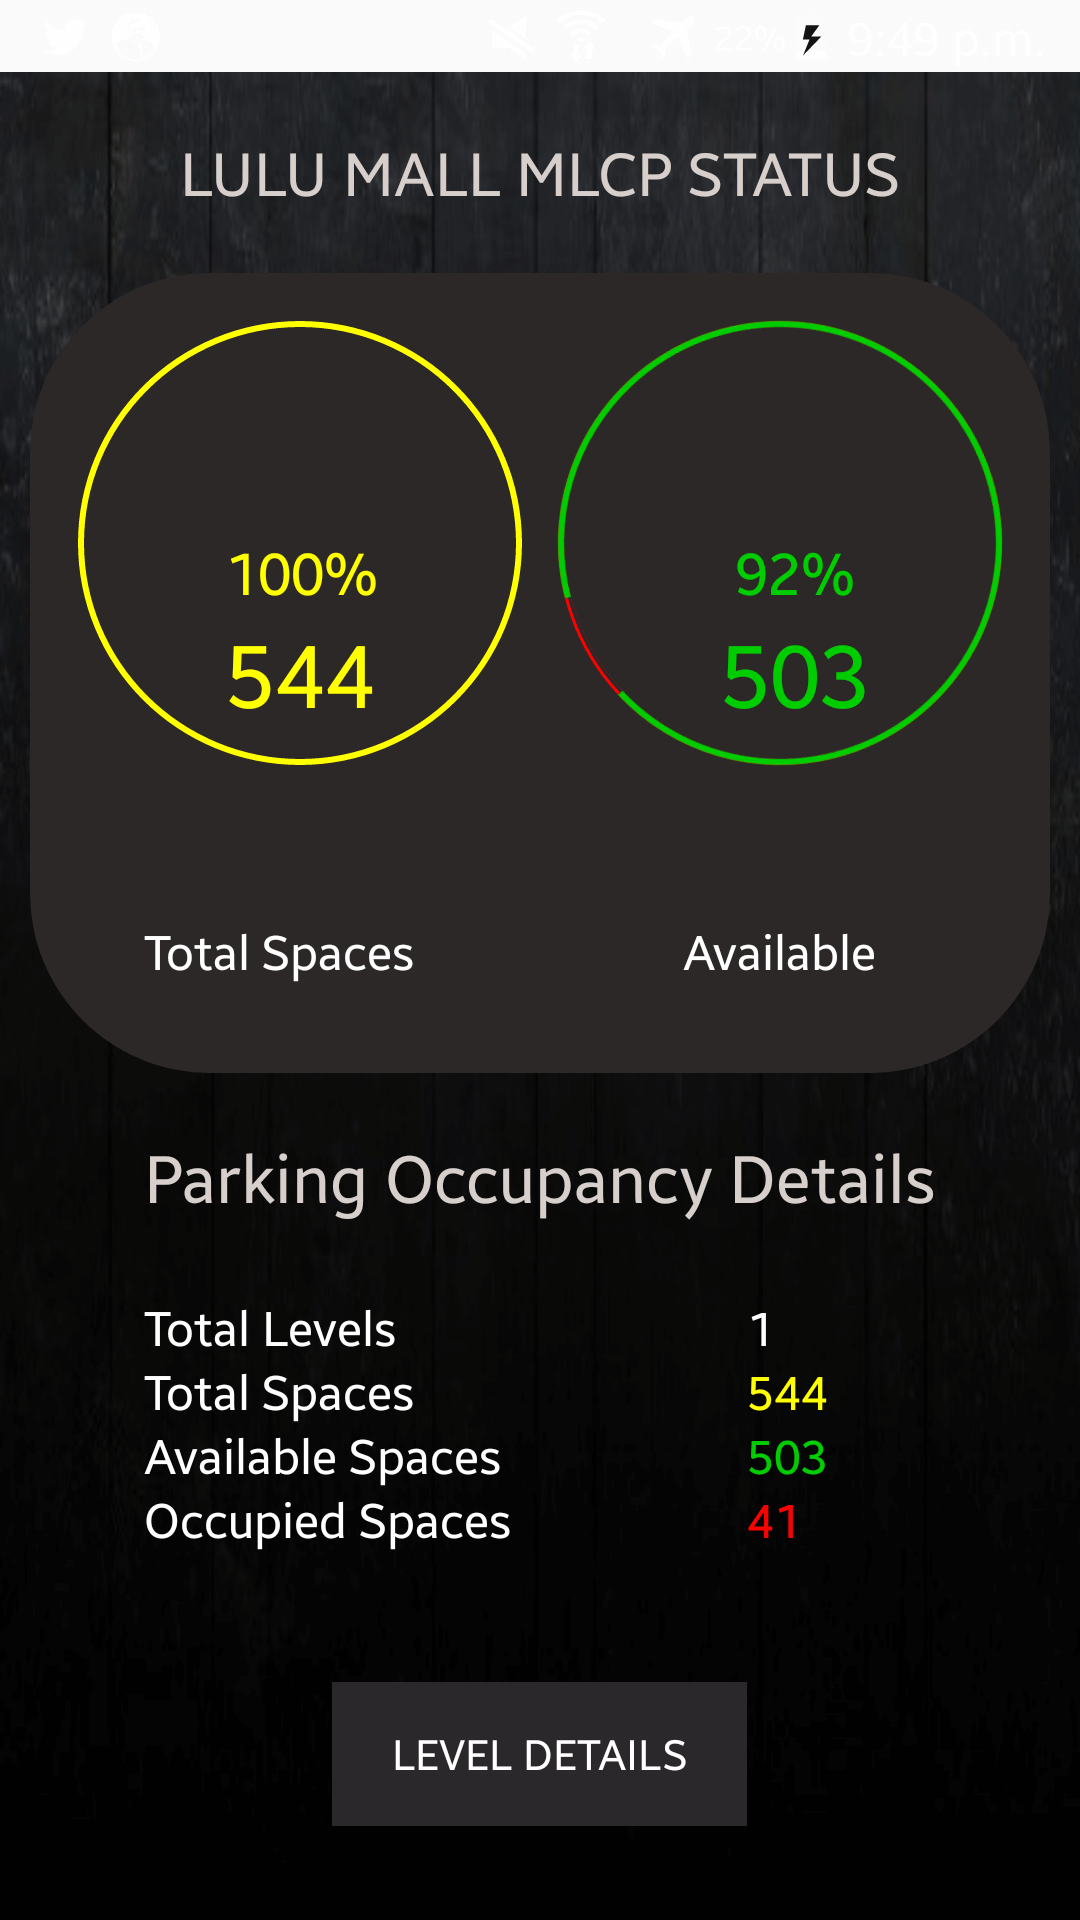 22% 9:49 p.m.
LULU MALL MLCP STATUS
100% 92%
544 503
Total Spaces Available
Parking Occupancy Details
Total Levels 1
Total Spaces 544
Available Spaces 503
Occupied Spaces 41
LEVEL DETAILS